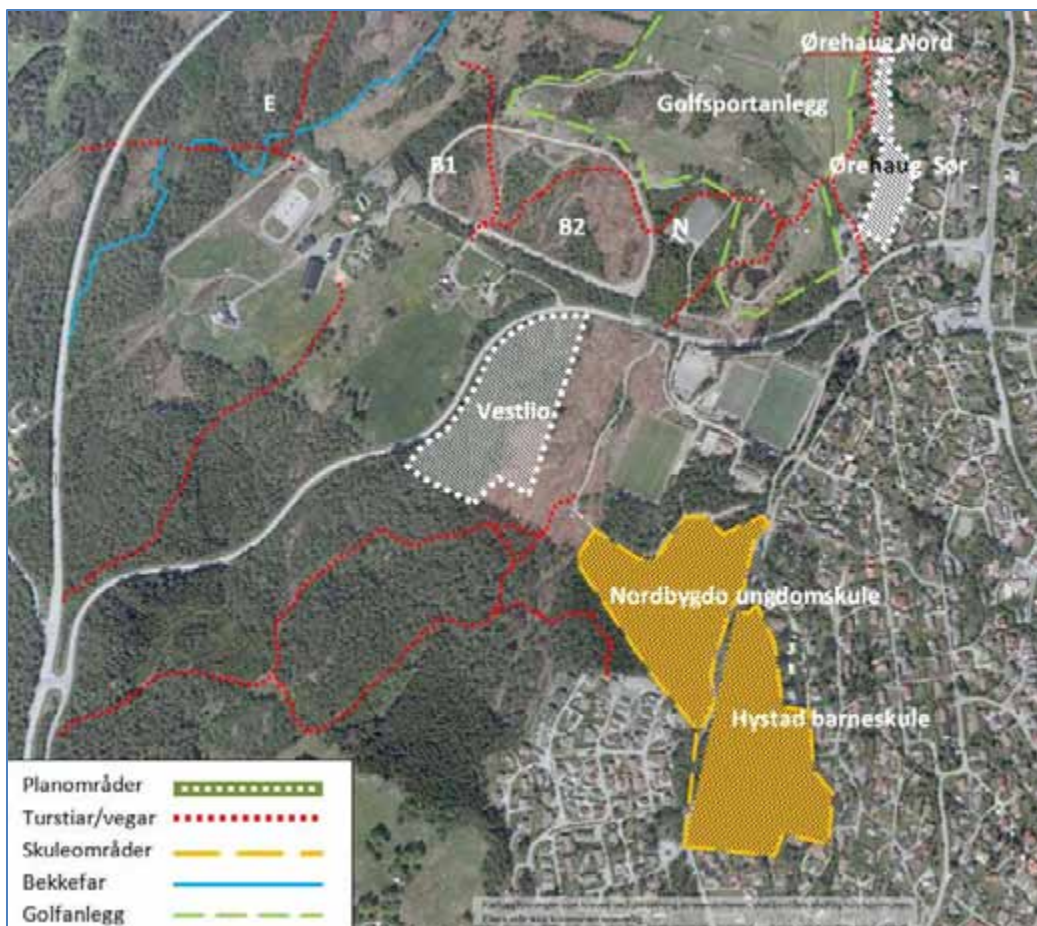 Ørehaug Nord
E
Golfsportanlegg
B1
Ørehaug Sør
B2
N
Vestlio
Nordbygdo ungdomskule
Hystad barneskule
Planområder
Turstiar/vegar
Skuleområder
Bekkefar
Golfanlegg